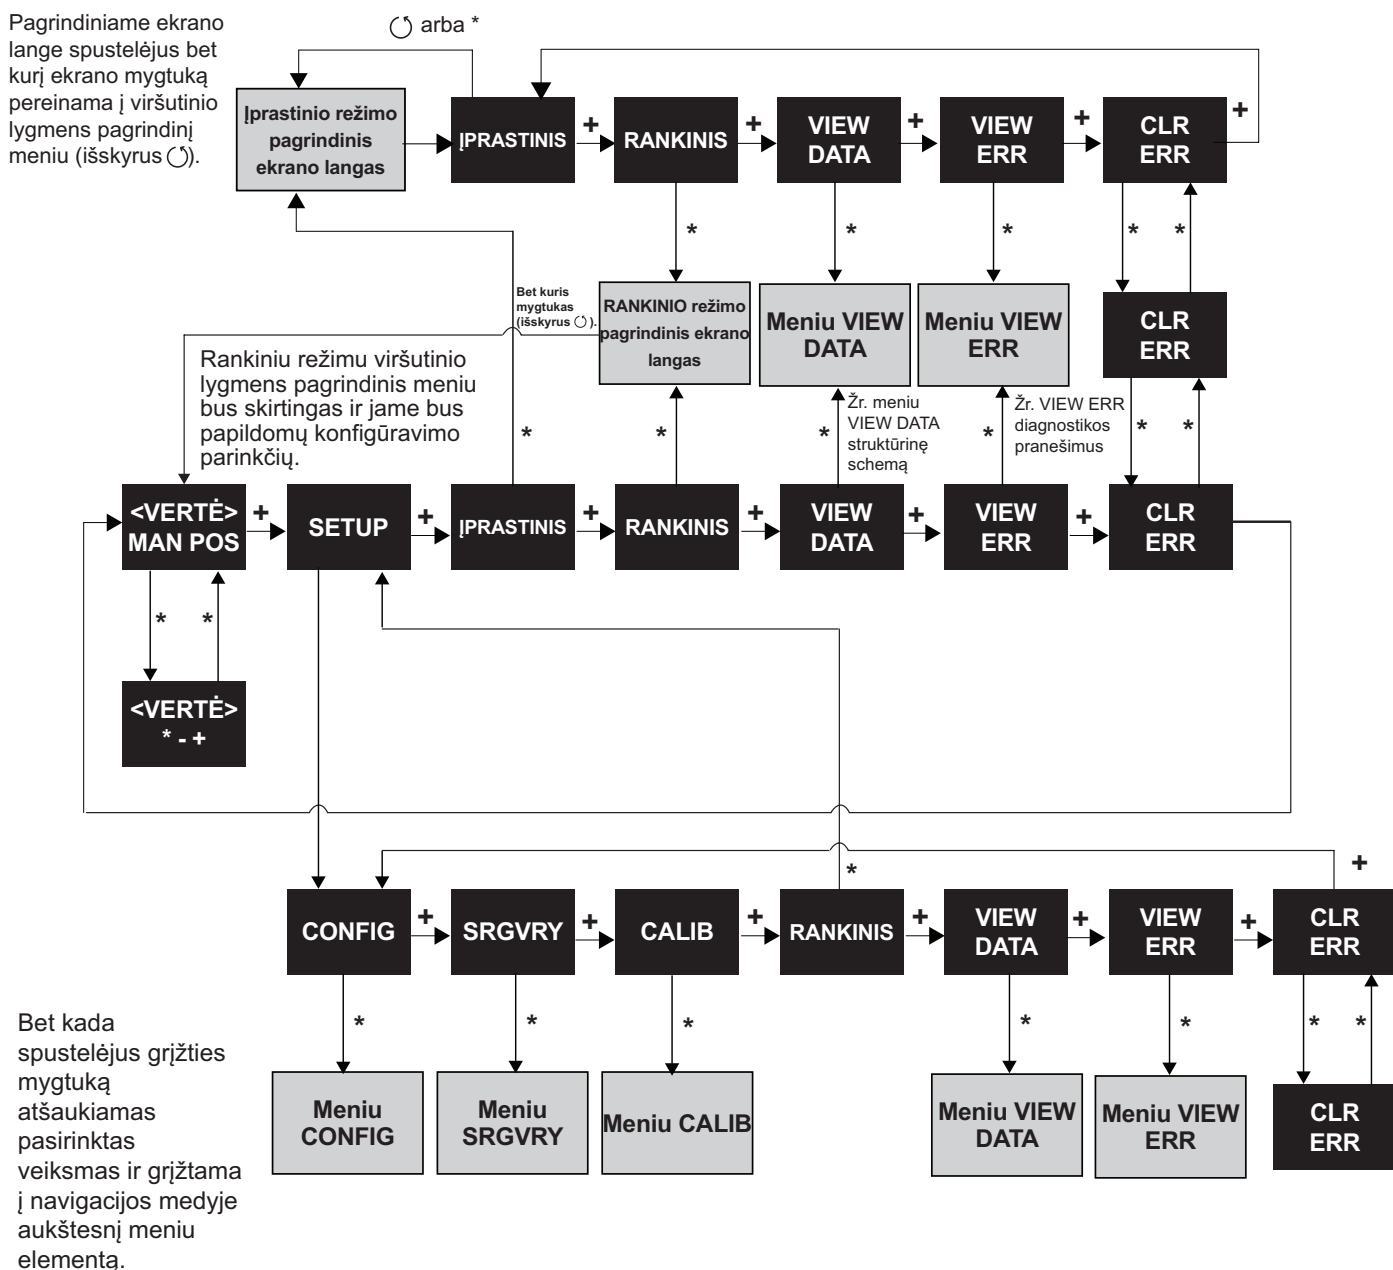 Pagrindiniame ekrano
lange spustelėjus bet
kurį ekrano mygtuką
pereinama į viršutinio
lygmens pagrindinį
meniu (išskyrus ↺).
↺ arba *
Įprastinio režimo
pagrindinis
ekrano langas
ĮPRASTINIS
+
RANKINIS
+
VIEW
DATA
+
VIEW
ERR
+
CLR
ERR
+
*
*
*
*
*
Bet kuris
mygtukas
(išskyrus ↺).
RANKINIO režimo
pagrindinis ekrano
langas
Meniu VIEW
DATA
Meniu VIEW
ERR
CLR
ERR
Rankiniu režimu viršutinio
lygmens pagrindinis meniu
bus skirtingas ir jame bus
papildomų konfigūravimo
parinkčių.
*
*
*
Žr. meniu
VIEW DATA
struktūrinę
schemą
*
Žr. VIEW ERR
diagnostikos
pranešimus
*
*
<VERTĖ>
MAN POS
+
SETUP
+
ĮPRASTINIS
+
RANKINIS
+
VIEW
DATA
+
VIEW
ERR
+
CLR
ERR
*
*
<VERTĖ>
* - +
*
+
CONFIG
+
SRGVRY
+
CALIB
+
RANKINIS
+
VIEW
DATA
+
VIEW
ERR
+
CLR
ERR
*
*
*
*
*
*
*
Meniu
CONFIG
Meniu
SRGVRY
Meniu CALIB
Meniu VIEW
DATA
Meniu VIEW
ERR
CLR
ERR
Bet kada
spustelėjus grįžties
mygtuką
atšaukiamas
pasirinktas
veiksmas ir grįžtama
į navigacijos medyje
aukštesnį meniu
elementą.